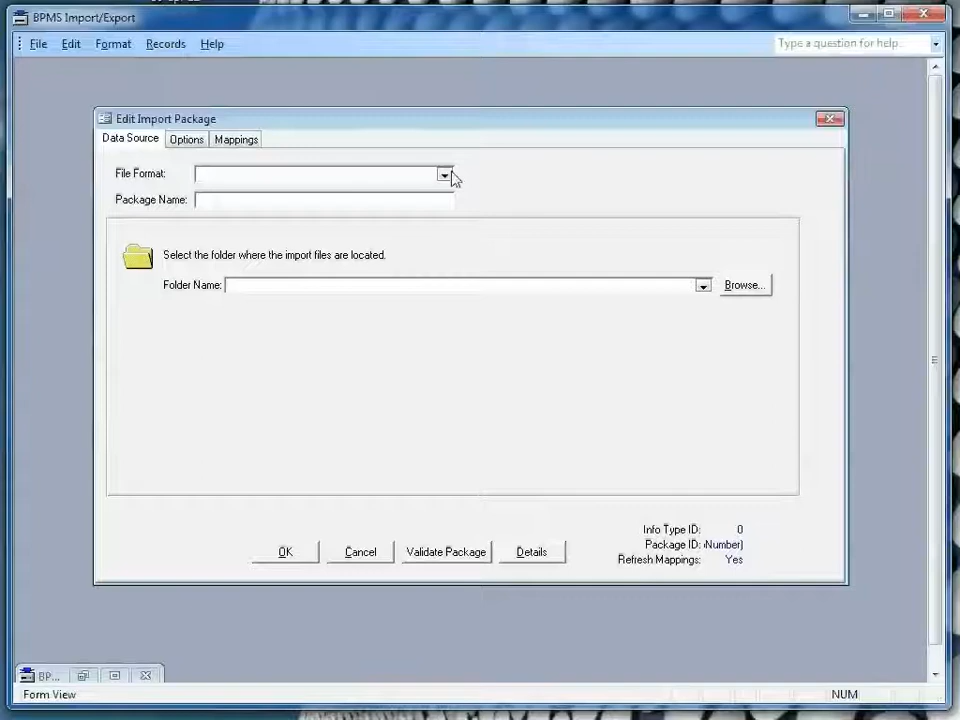 BPMS Import/Export
File Edit Format Records Help
Type a question for help
Edit Import Package
Data Source Options Mappings
File Format:
Package Name:
Select the folder where the import files are located.
Folder Name: Browse...
Info Type ID: 0
Package ID: Number)
Refresh Mappings: Yes
OK Cancel Validate Package Details
BP...
Form View NUM